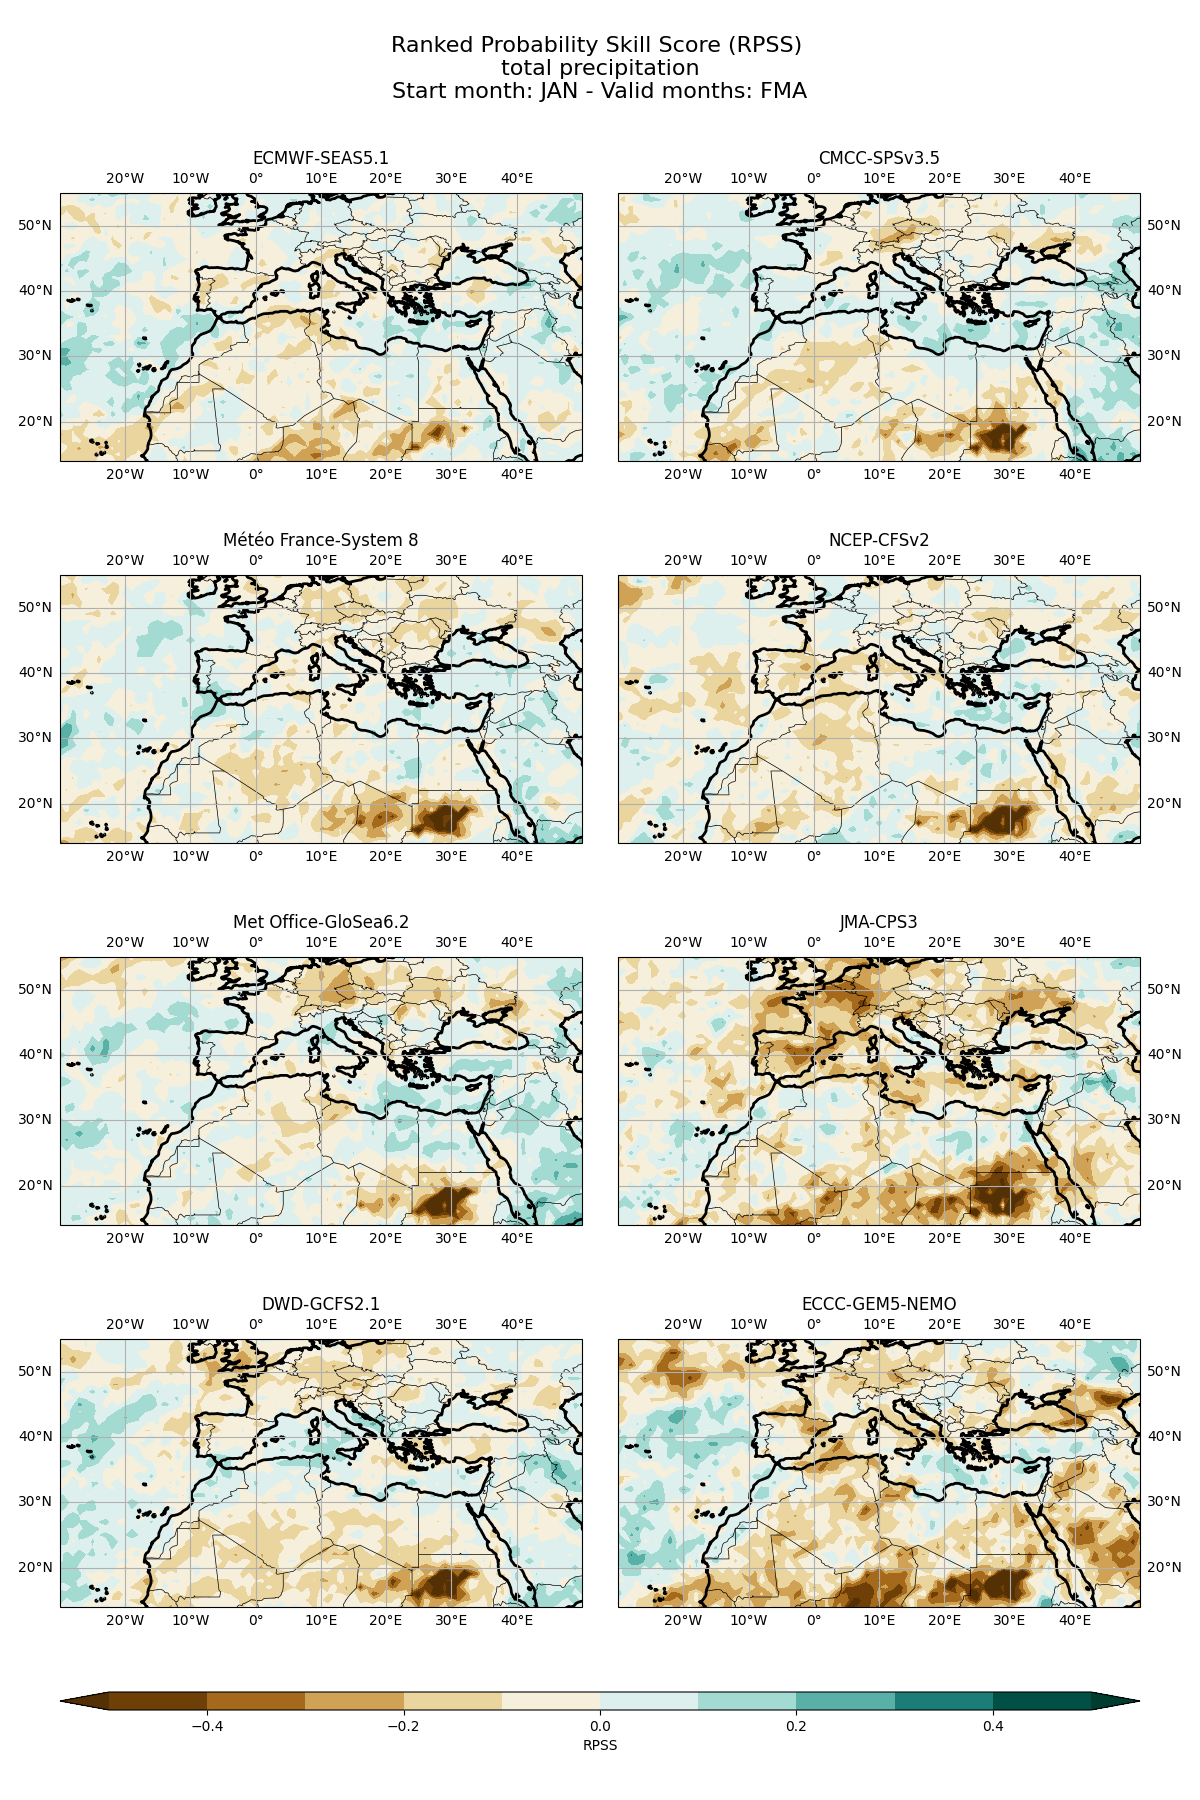 Ranked Probability Skill Score (RPSS)
total precipitation
Start month: JAN - Valid months: FMA
ECMWF-SEAS5.1
CMCC-SPSv3.5
20°W 10°W 0° 10°E 20°E 30°E 40°E
20°W 10°W 0° 10°E 20°E 30°E 40°E
50°N
40°N
30°N
20°N
50°N
40°N
30°N
20°N
20°W 10°W 0° 10°E 20°E 30°E 40°E
20°W 10°W 0° 10°E 20°E 30°E 40°E
Météo France-System 8
NCEP-CFSv2
20°W 10°W 0° 10°E 20°E 30°E 40°E
20°W 10°W 0° 10°E 20°E 30°E 40°E
50°N
40°N
30°N
20°N
50°N
40°N
30°N
20°N
20°W 10°W 0° 10°E 20°E 30°E 40°E
20°W 10°W 0° 10°E 20°E 30°E 40°E
Met Office-GloSea6.2
JMA-CPS3
20°W 10°W 0° 10°E 20°E 30°E 40°E
20°W 10°W 0° 10°E 20°E 30°E 40°E
50°N
40°N
30°N
20°N
50°N
40°N
30°N
20°N
20°W 10°W 0° 10°E 20°E 30°E 40°E
20°W 10°W 0° 10°E 20°E 30°E 40°E
DWD-GCFS2.1
ECCC-GEM5-NEMO
20°W 10°W 0° 10°E 20°E 30°E 40°E
20°W 10°W 0° 10°E 20°E 30°E 40°E
50°N
40°N
30°N
20°N
50°N
40°N
30°N
20°N
20°W 10°W 0° 10°E 20°E 30°E 40°E
20°W 10°W 0° 10°E 20°E 30°E 40°E
−0.4 −0.2 0.0 0.2 0.4
RPSS